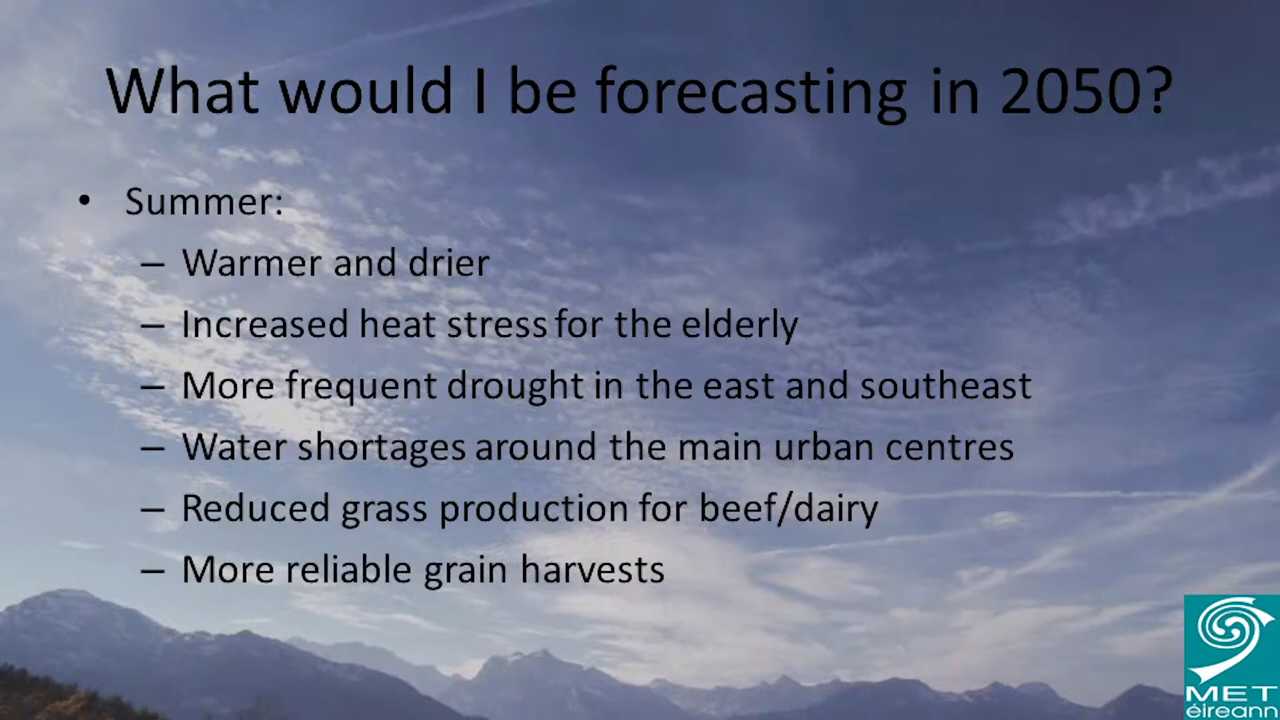 What would I be forecasting in 2050?
• Summer:
– Warmer and drier
– Increased heat stress for the elderly
– More frequent drought in the east and southeast
– Water shortages around the main urban centres
– Reduced grass production for beef/dairy
– More reliable grain harvests
MET
éireann